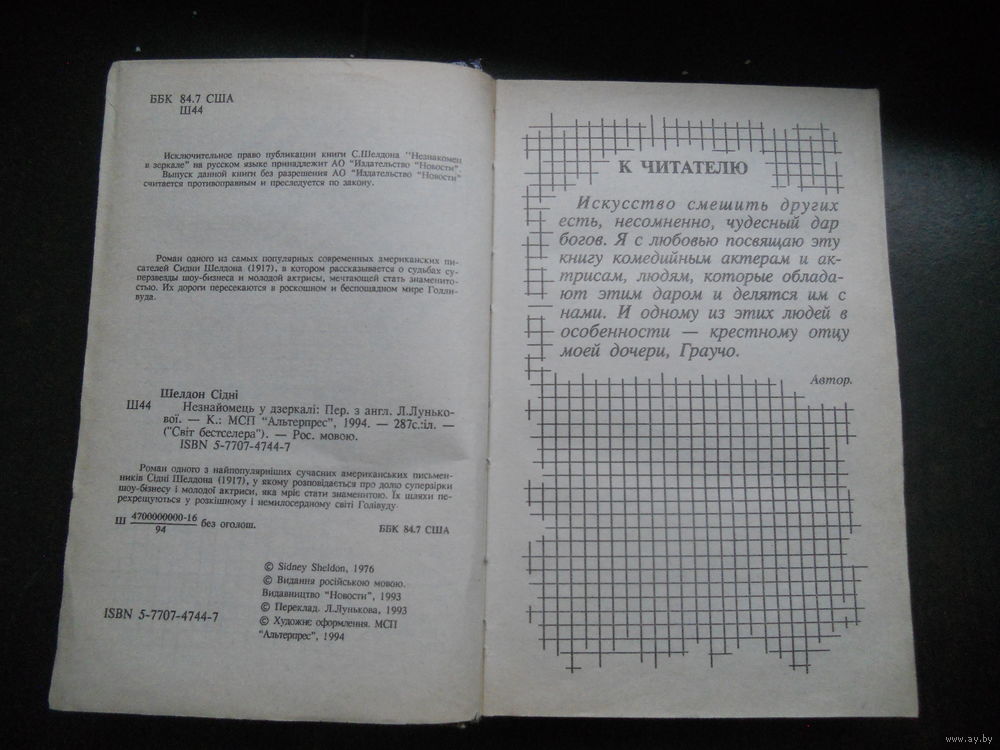 ББК 84.7 США
Ш44
Исключительное право публикации книги С.Шелдона "Незнакомец
в зеркале" на русском языке принадлежит АО "Издательство "Новости".
Выпуск данной книги без разрешения АО "Издательство "Новости"
считается противоправным и преследуется по закону.
Роман одного из самых популярных современных американских пи-
сателей Сидни Шелдона (1917), в котором рассказывается о судьбах су-
перзвезды шоу-бизнеса и молодой актрисы, мечтающей стать знаменито-
стью. Их дороги пересекаются в роскошном и беспощадном мире Голли-
вуда.
Шелдон Сідні
Ш44 Незнайомець у дзеркалі: Пер. з англ. Л.Лунько-
вої. — К.: МСП "Альтерпрес", 1994. — 287с.:іл. —
("Світ бестселера"). — Рос. мовою.
ISBN 5-7707-4744-7
Роман одного з найпопулярніших сучасних американських письмен-
ників Сідні Шелдона (1917), у якому розповідається про долю суперзірки
шоу-бізнесу і молодої актриси, яка мріє стати знаменитою. Їх шляхи пе-
рехрещуються у розкішному і немилосердному світі Голівуду.
Ш 4700000000-16
94 без оголош.
ББК 84.7 США
© Sidney Sheldon, 1976
© Видання російською мовою.
Видавництво "Новости", 1993
© Переклад. Л.Лунькова, 1993
© Художнє оформлення. МСП
"Альтерпрес", 1994
ISBN 5-7707-4744-7
К ЧИТАТЕЛЮ
Искусство смешить других
есть, несомненно, чудесный дар
богов. Я с любовью посвящаю эту
книгу комедийным актерам и ак-
трисам, людям, которые облада-
ют этим даром и делятся им с
нами. И одному из этих людей в
особенности — крестному отцу
моей дочери, Граучо.
Автор.
www.ay.by